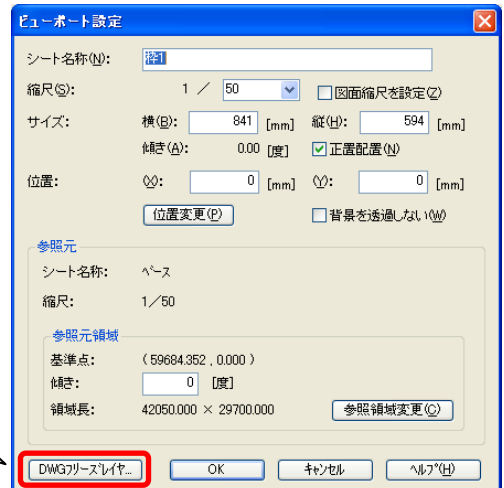 ビューポート設定
シート名称(N): 枠1
縮尺(S): 1 ／ 50 図面縮尺を設定(Z)
サイズ: 横(B): 841 [mm] 縦(H): 594 [mm]
傾き(A): 0.00 [度] 正置配置(N)
位置: (X): 0 [mm] (Y): 0 [mm]
位置変更(P) 背景を透過しない(W)
参照元
シート名称: ベース
縮尺: 1／50
参照元領域
基準点: ( 59684.352 , 0.000 )
傾き: 0 [度]
領域長: 42050.000 × 29700.000 参照領域変更(C)
DWGフリーズレイヤ... OK キャンセル ヘルプ(H)